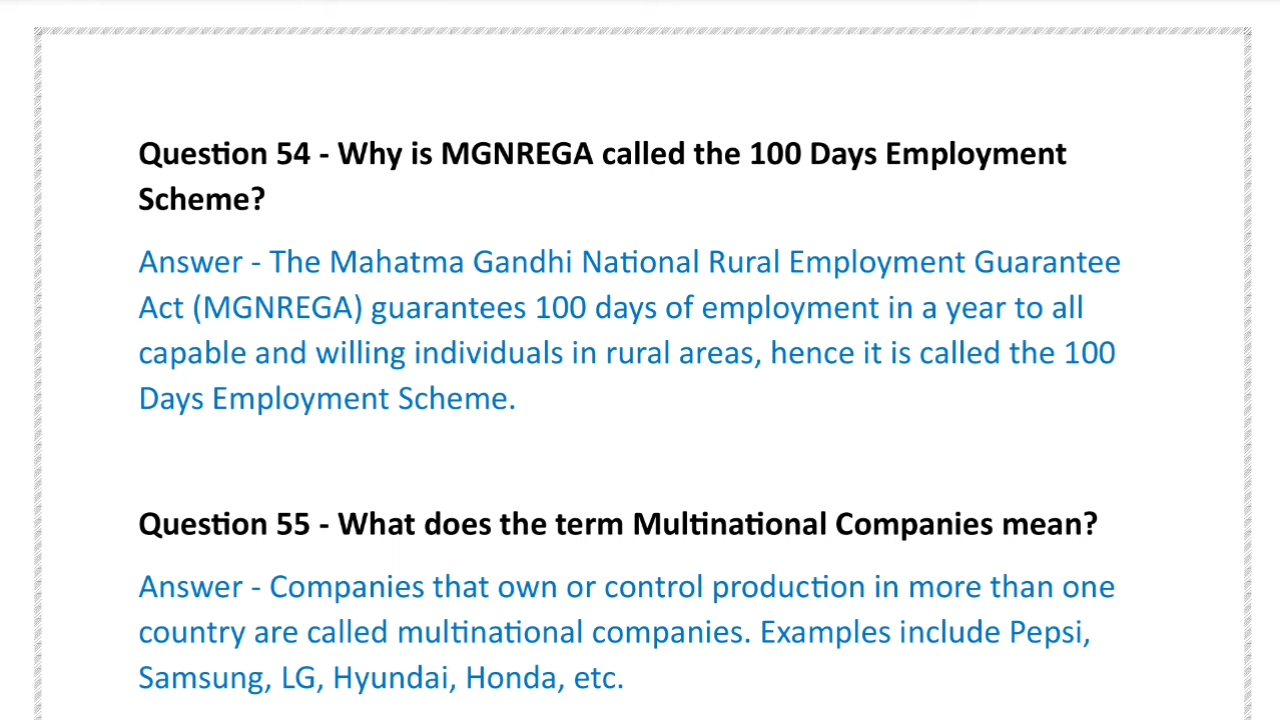 Question 54 - Why is MGNREGA called the 100 Days Employment
Scheme?
Answer - The Mahatma Gandhi National Rural Employment Guarantee
Act (MGNREGA) guarantees 100 days of employment in a year to all
capable and willing individuals in rural areas, hence it is called the 100
Days Employment Scheme.
Question 55 - What does the term Multinational Companies mean?
Answer - Companies that own or control production in more than one
country are called multinational companies. Examples include Pepsi,
Samsung, LG, Hyundai, Honda, etc.